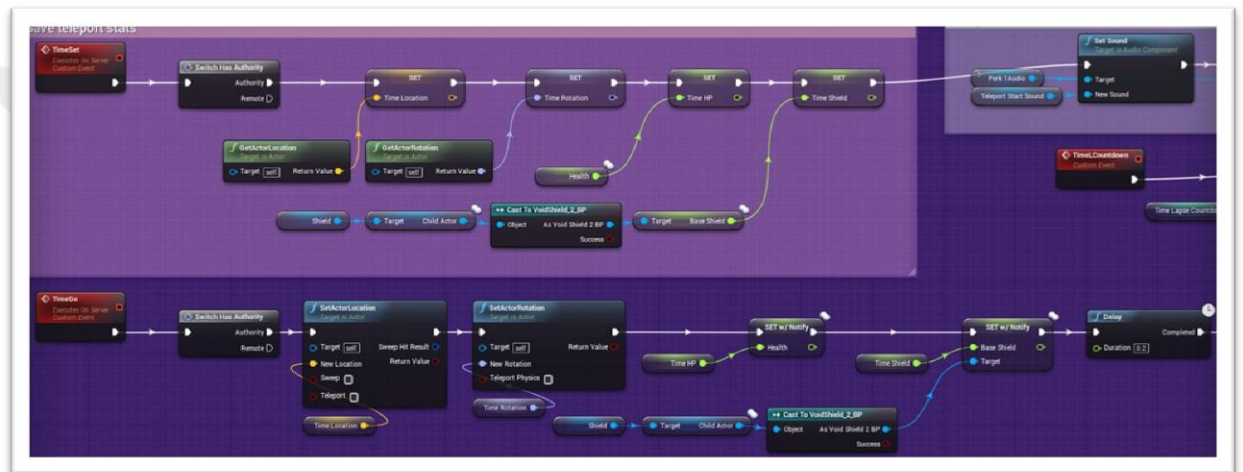 save teleport stats
TimeSet
Executes On Server
Custom Event
Switch Has Authority
Authority
Remote
SET
Time Location
SET
Time Rotation
SET
Time HP
SET
Time Shield
GetActorLocation
Target is Actor
Target self Return Value
GetActorRotation
Target is Actor
Target self Return Value
Health
Shield
Target Child Actor
Cast To VoidShield_2_BP
Object As Void Shield 2 BP
Success
Target Base Shield
Set Sound
Target is Audio Component
Perk 1Audio
Target
Teleport Start Sound
New Sound
TimeLCountdown
Custom Event
Time Lapse Countdo
TimeGo
Executes On Server
Custom Event
Switch Has Authority
Authority
Remote
SetActorLocation
Target is Actor
Target self Sweep Hit Result
New Location Return Value
Sweep
Teleport
Time Location
SetActorRotation
Target is Actor
Target self Return Value
New Rotation
Teleport Physics
Time Rotation
SET w/ Notify
Health
Time HP
SET w/ Notify
Base Shield
Target
Time Shield
Shield
Target Child Actor
Cast To VoidShield_2_BP
Object As Void Shield 2 BP
Success
Delay
Completed
Duration 0.2